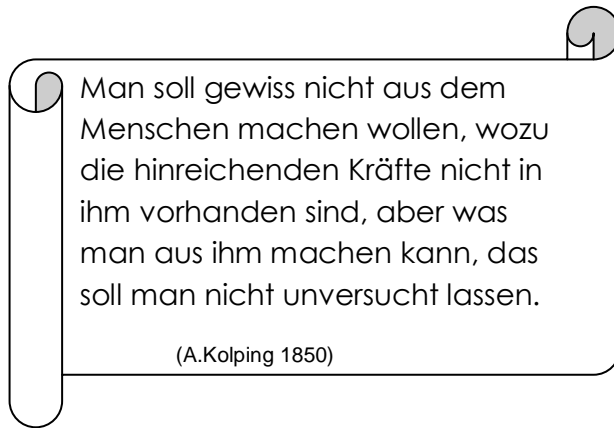 Man soll gewiss nicht aus dem
Menschen machen wollen, wozu
die hinreichenden Kräfte nicht in
ihm vorhanden sind, aber was
man aus ihm machen kann, das
soll man nicht unversucht lassen.
(A.Kolping 1850)